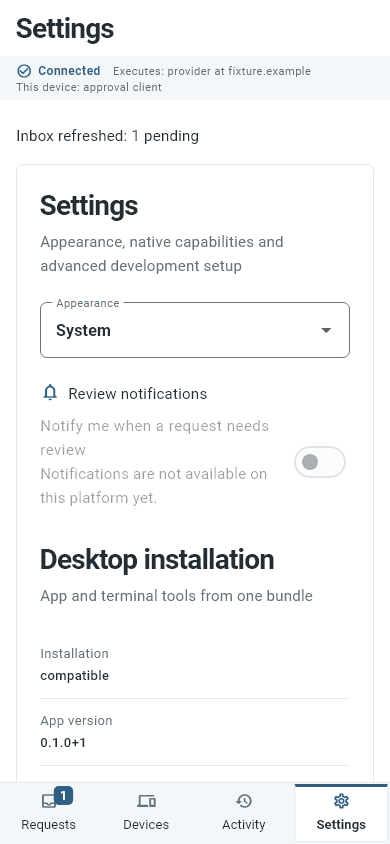 Settings
Connected Executes: provider at fixture.example
This device: approval client
Inbox refreshed: 1 pending
Settings
Appearance, native capabilities and
advanced development setup
Appearance
System
Review notifications
Notify me when a request needs
review
Notifications are not available on
this platform yet.
Desktop installation
App and terminal tools from one bundle
Installation
compatible
App version
0.1.0+1
1
Requests Devices Activity Settings